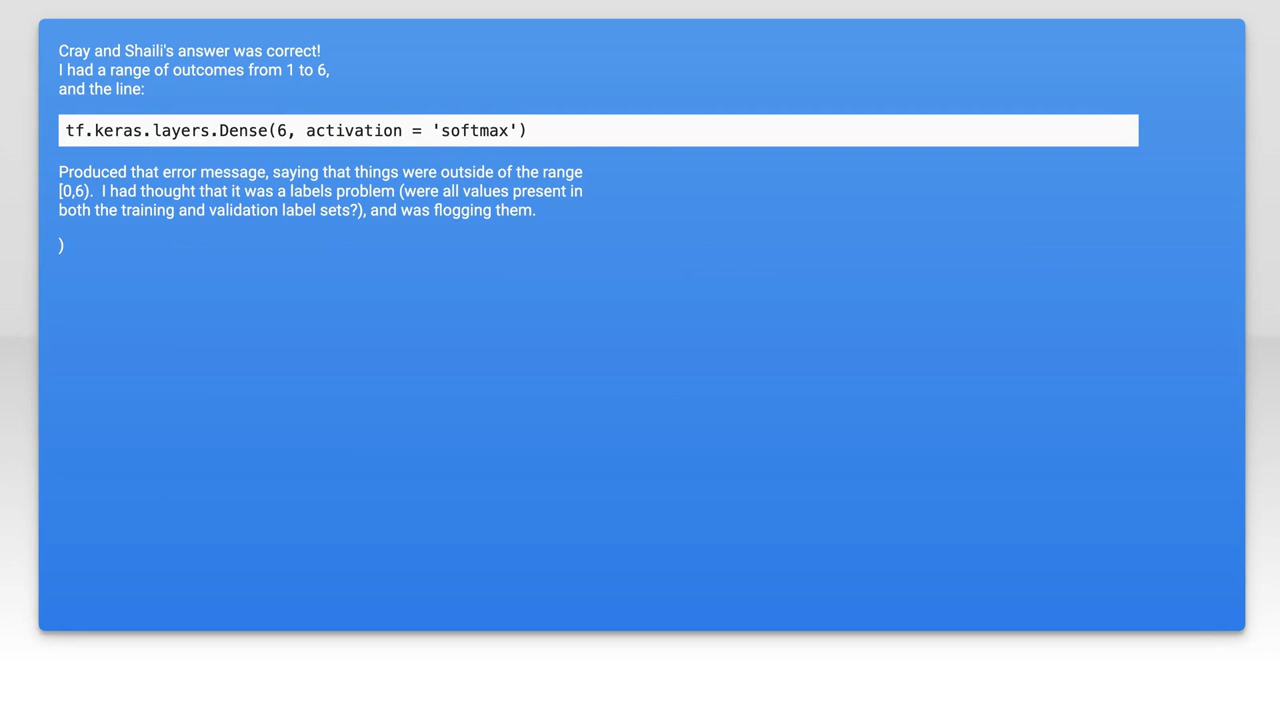 Cray and Shaili's answer was correct!
I had a range of outcomes from 1 to 6,
and the line:
tf.keras.layers.Dense(6, activation = 'softmax')
Produced that error message, saying that things were outside of the range
[0,6).  I had thought that it was a labels problem (were all values present in
both the training and validation label sets?), and was flogging them.
)